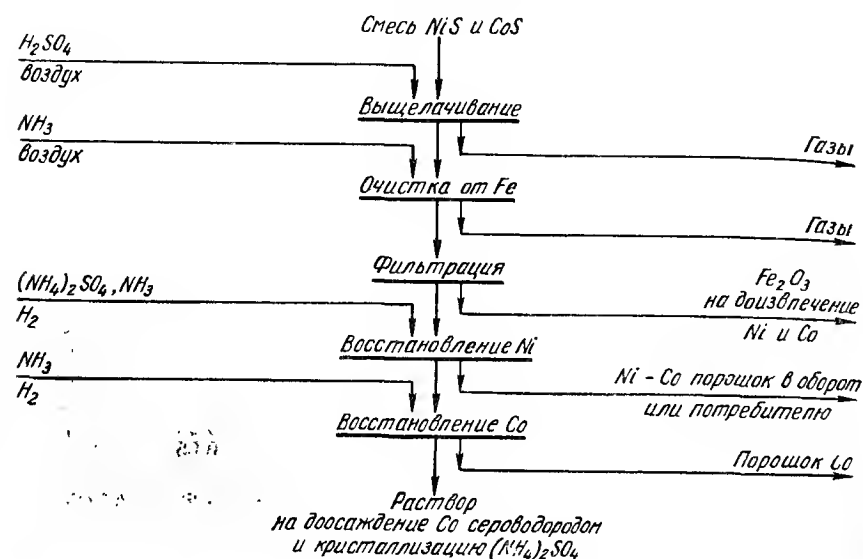 Смесь NiS и CoS
H₂SO₄
воздух
Выщелачивание
NH₃
воздух
Газы
Очистка от Fe
Газы
Фильтрация
(NH₄)₂SO₄, NH₃
H₂
Fe₂O₃
на доизвлечение
Ni и Co
Восстановление Ni
NH₃
H₂
Ni – Co порошок в оборот
или потребителю
Восстановление Co
Порошок Co
Раствор
на доосаждение Co сероводородом
и кристаллизацию (NH₄)₂SO₄